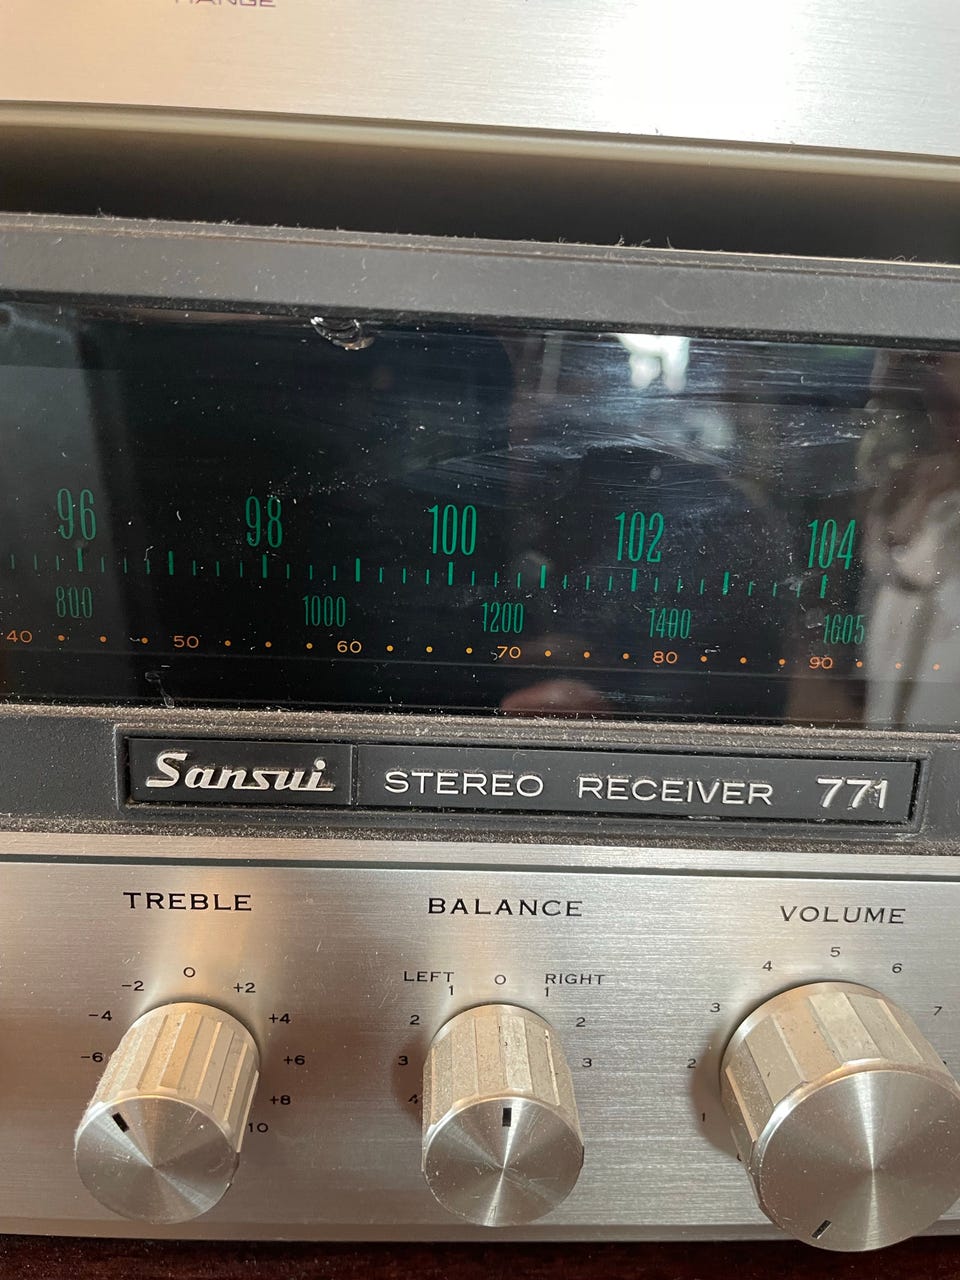 RANGE
96 98 100 102 104
800 1000 1200 1400 1605
40 50 60 70 80 90
Sansui STEREO RECEIVER 771
TREBLE BALANCE VOLUME
-2 0 +2
-4 +4
-6 +6
+8
10
LEFT 0 RIGHT
1 1
2 2
3 3
4
4 5 6
3 7
2
1